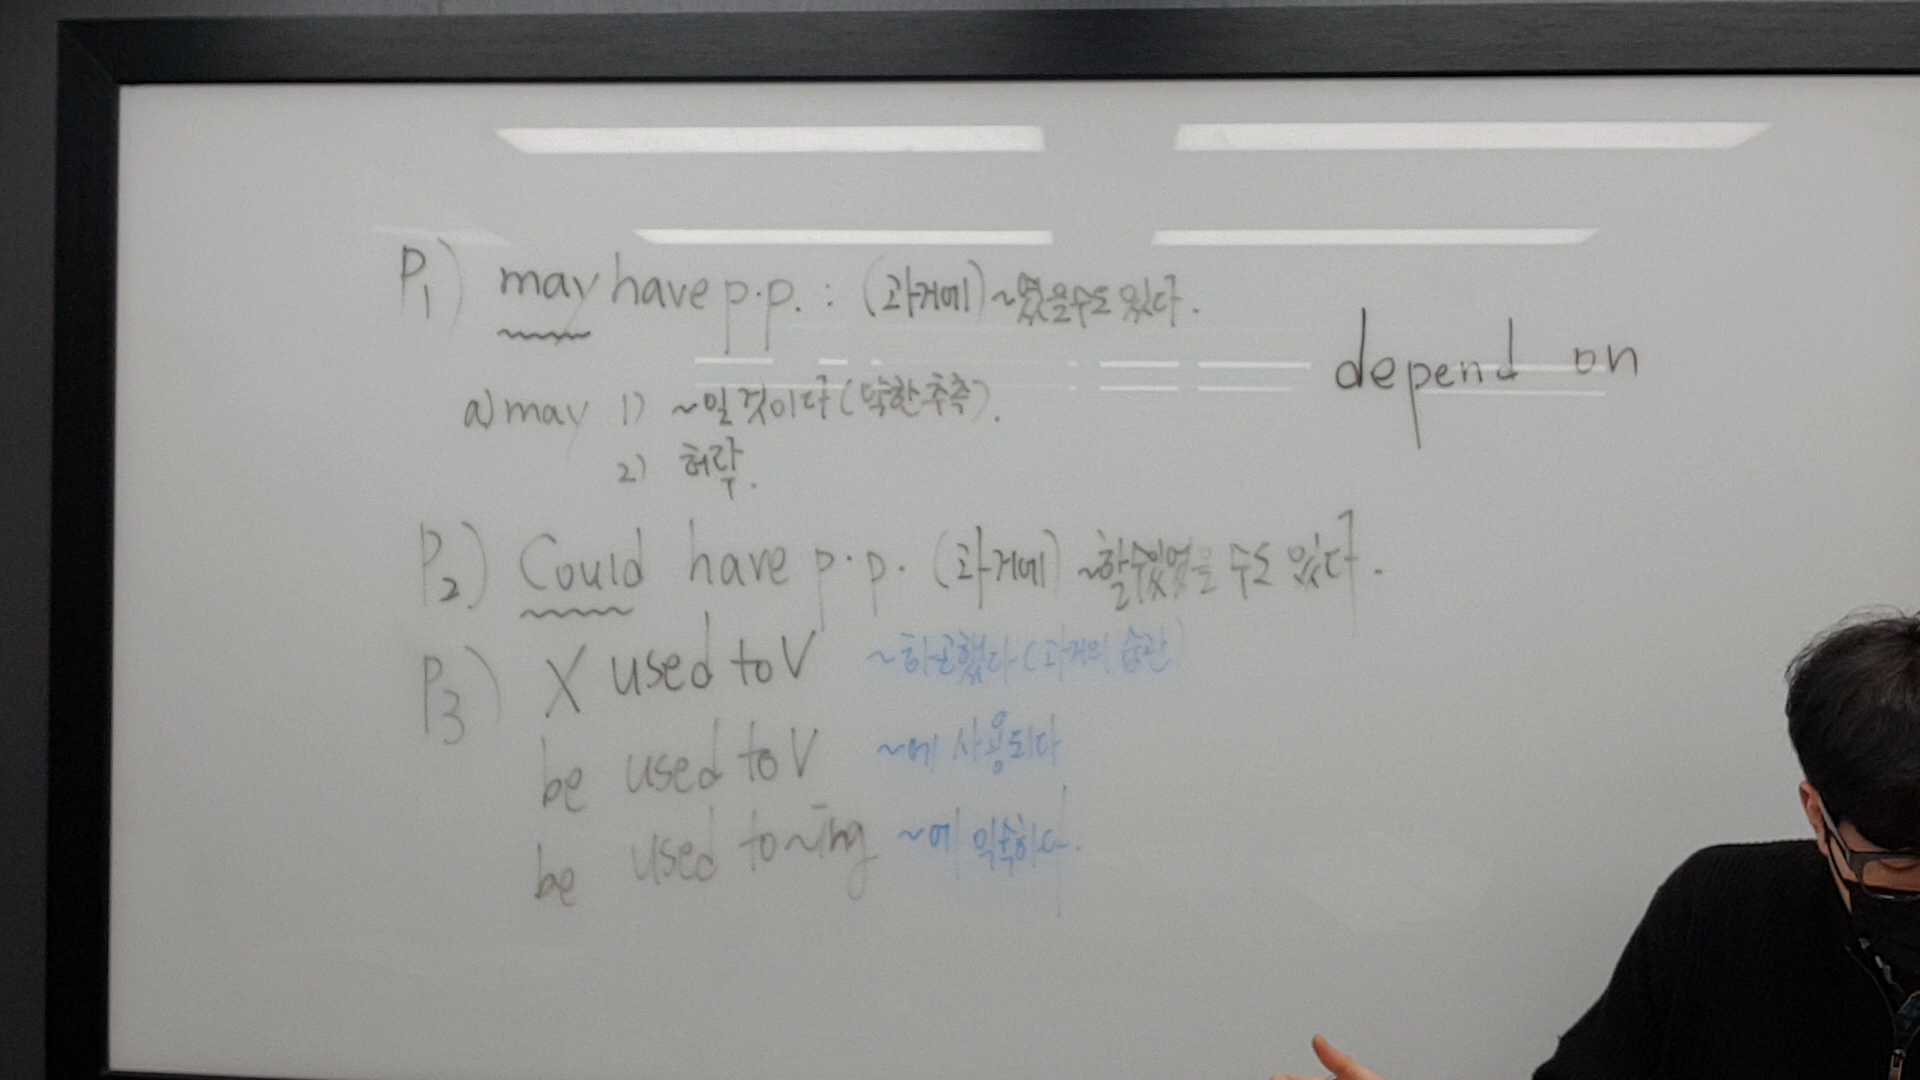 P1) may have p.p. : (과거에) ~였을수도 있다.
depend on
a) may 1) ~일 것이다 (약한 추측).
2) 허락.
P2) Could have p.p. (과거에) ~할수있었을 수도 있다.
P3) X used to V ~하곤했다 (과거의 습관)
be used to V ~에 사용되다
be used to ~ing ~에 익숙하다.